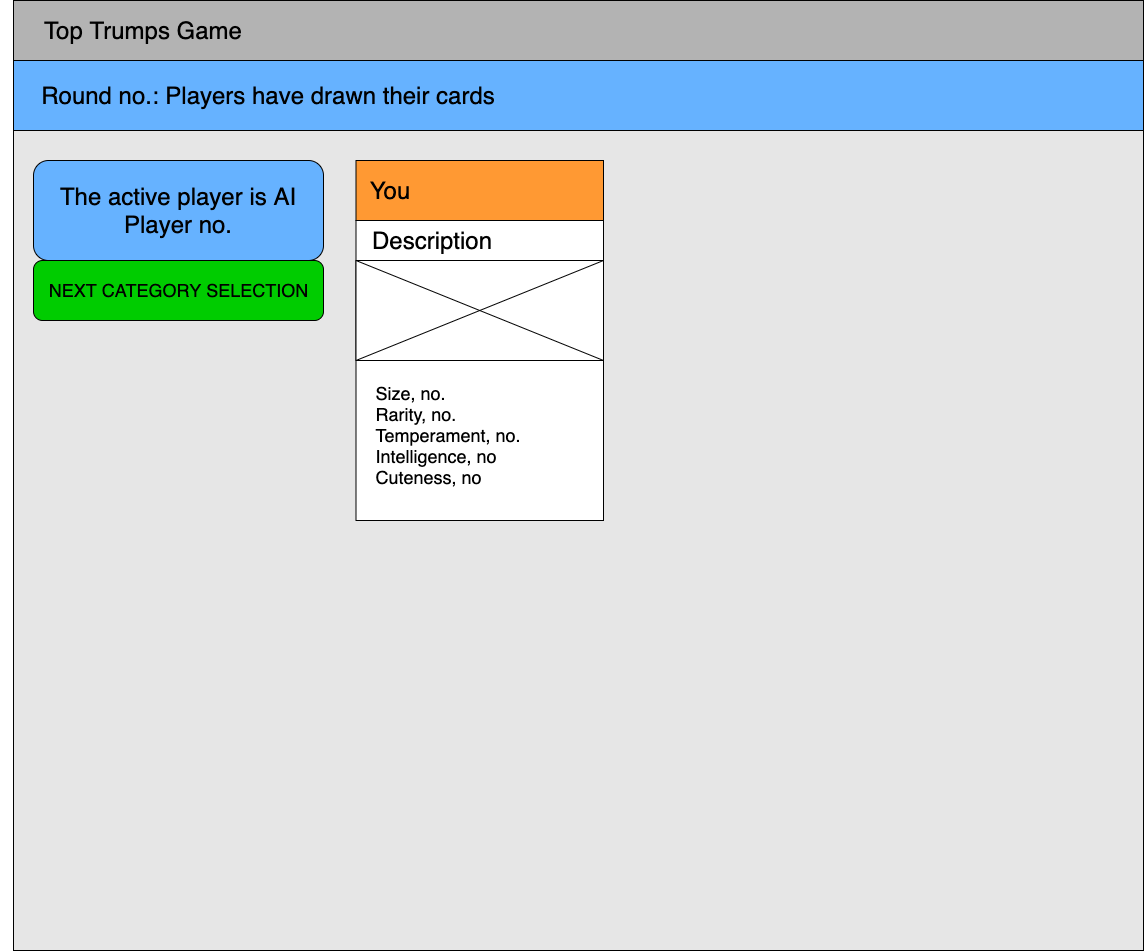 Top Trumps Game
Round no.: Players have drawn their cards
The active player is AI
Player no.
NEXT CATEGORY SELECTION
You
Description
Size, no.
Rarity, no.
Temperament, no.
Intelligence, no
Cuteness, no